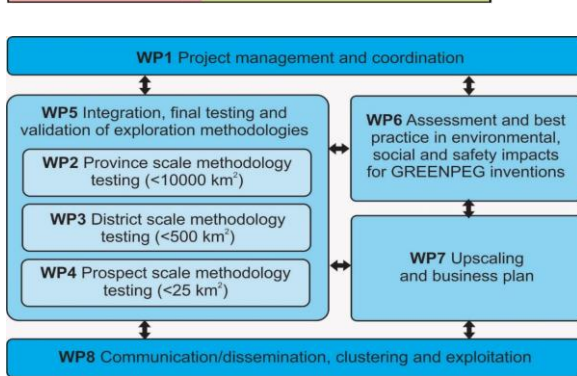 WP1 Project management and coordination
WP5 Integration, final testing and
validation of exploration methodologies
WP2 Province scale methodology
testing (<10000 km²)
WP3 District scale methodology
testing (<500 km²)
WP4 Prospect scale methodology
testing (<25 km²)
WP6 Assessment and best
practice in environmental,
social and safety impacts
for GREENPEG inventions
WP7 Upscaling
and business plan
WP8 Communication/dissemination, clustering and exploitation